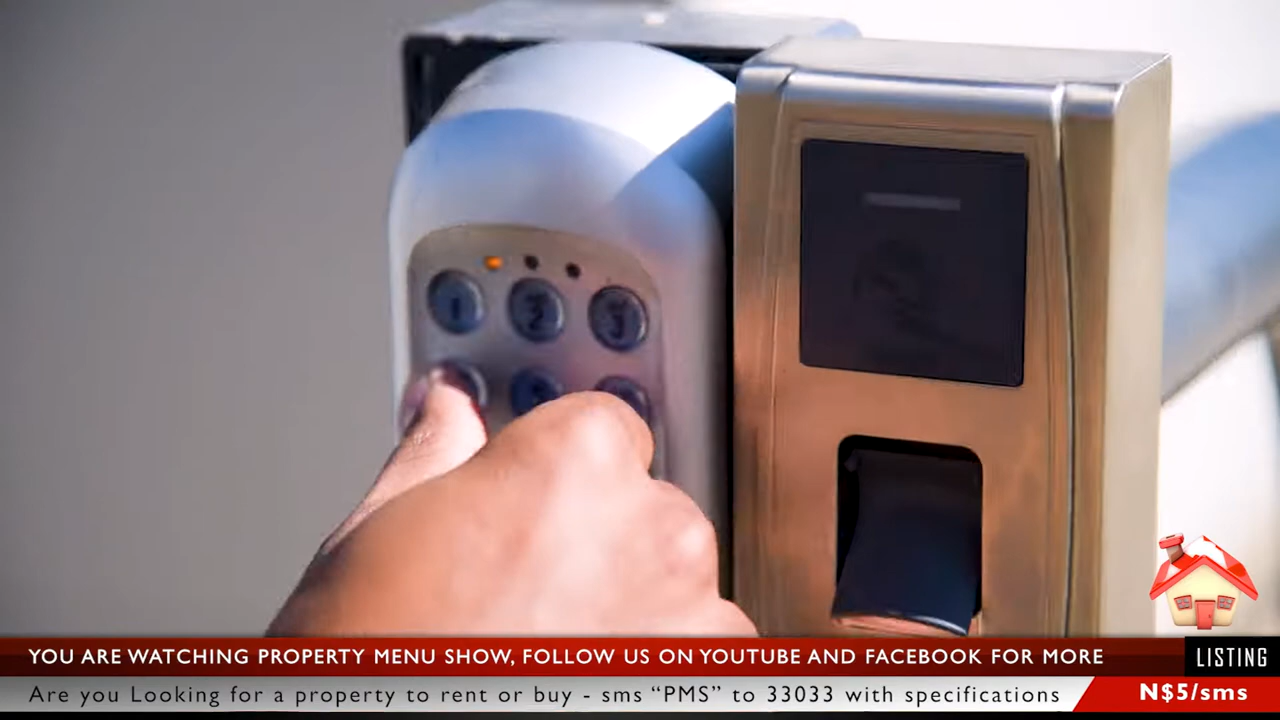 1 2 3
YOU ARE WATCHING PROPERTY MENU SHOW, FOLLOW US ON YOUTUBE AND FACEBOOK FOR MORE
LISTING
Are you Looking for a property to rent or buy - sms “PMS” to 33033 with specifications
N$5/sms